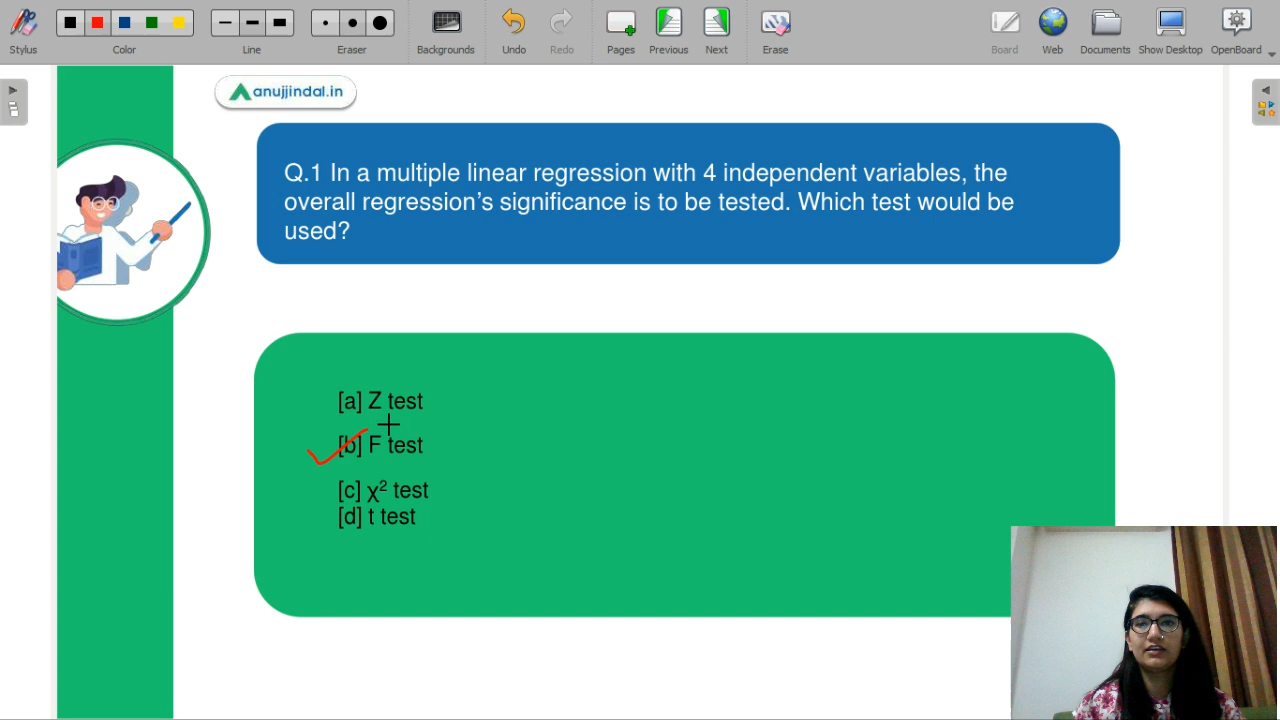 Stylus
Color
Line
Eraser
Backgrounds
Undo
Redo
Pages
Previous
Next
Erase
Board
Web
Documents
Show Desktop
OpenBoard
anujjindal.in
Q.1 In a multiple linear regression with 4 independent variables, the
overall regression’s significance is to be tested. Which test would be
used?
[a] Z test
[b] F test
[c] χ² test
[d] t test